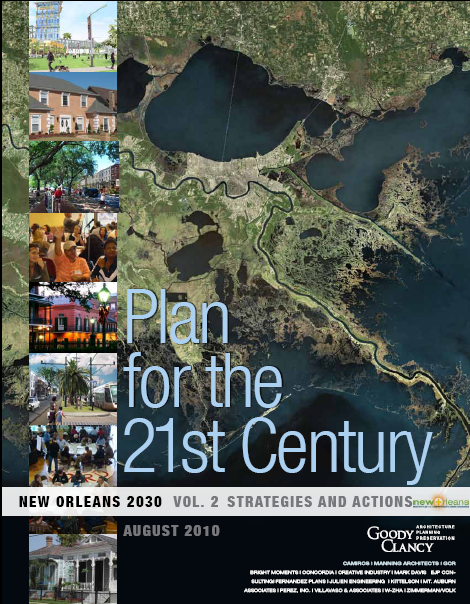 Plan
for the
21st Century
NEW ORLEANS 2030 VOL. 2 STRATEGIES AND ACTIONS neworleans
AUGUST 2010
GOODY
CLANCY
ARCHITECTURE
PLANNING
PRESERVATION
CAMIROS I MANNING ARCHITECTS I GCR
BRIGHT MOMENTS I CONCORDIA I CREATIVE INDUSTRY I MARK DAVIS EJP CON-
SULTING/ FERNANDEZ PLANS I JULIEN ENGINEERING I KITTELSON I MT. AUBURN
ASSOCIATES I PEREZ, INC. I VILLAVASO & ASSOCIATES I W-ZHA I ZIMMERMAN/VOLK